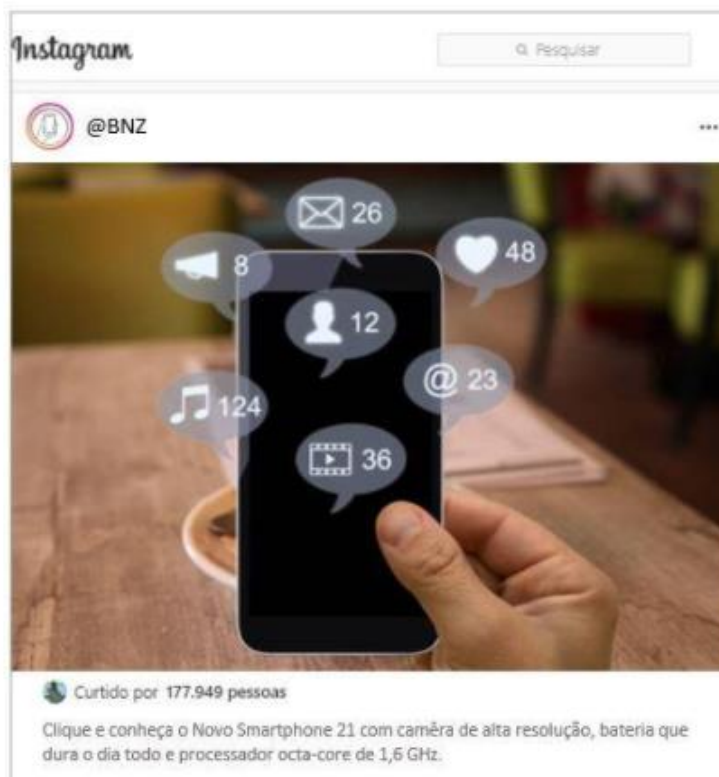 Instagram
Pesquisar
@BNZ
26
8
48
12
@ 23
124
36
Curtido por 177.949 pessoas
Clique e conheça o Novo Smartphone 21 com camêra de alta resolução, bateria que
dura o dia todo e processador octa-core de 1,6 GHz.